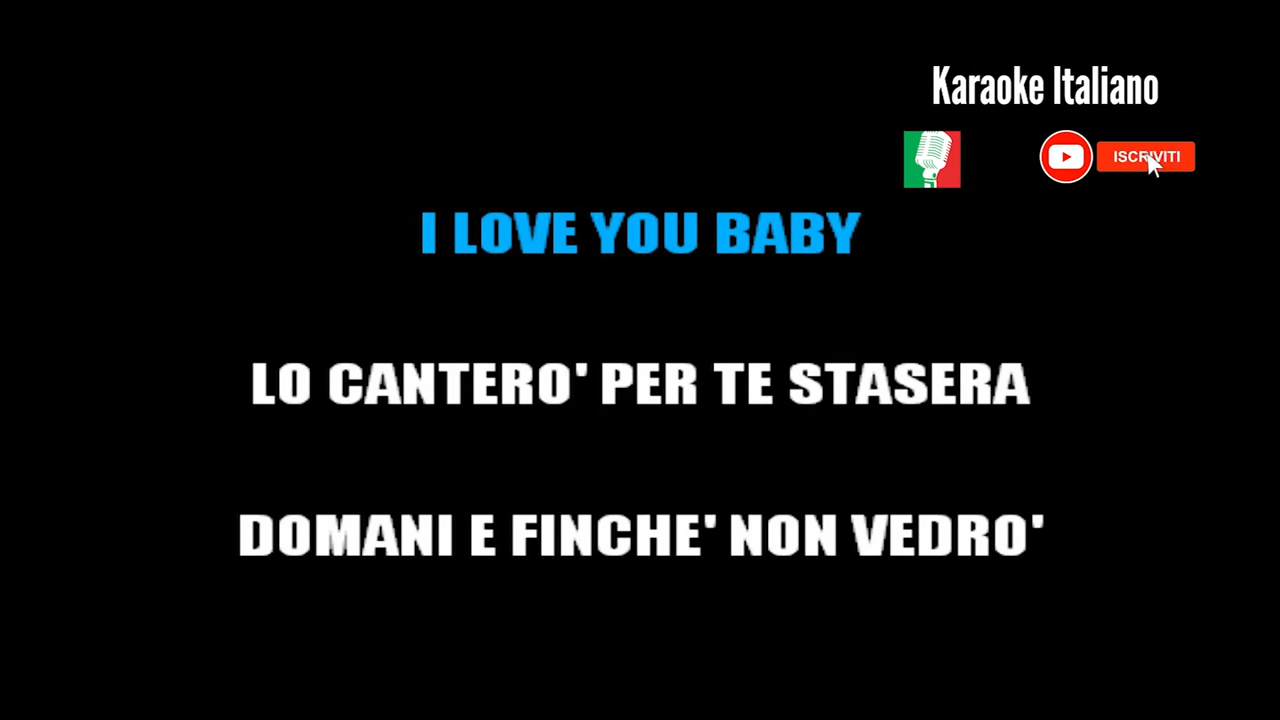 Karaoke Italiano
ISCRIVITI
I LOVE YOU BABY
LO CANTERO' PER TE STASERA
DOMANI E FINCHE' NON VEDRO'